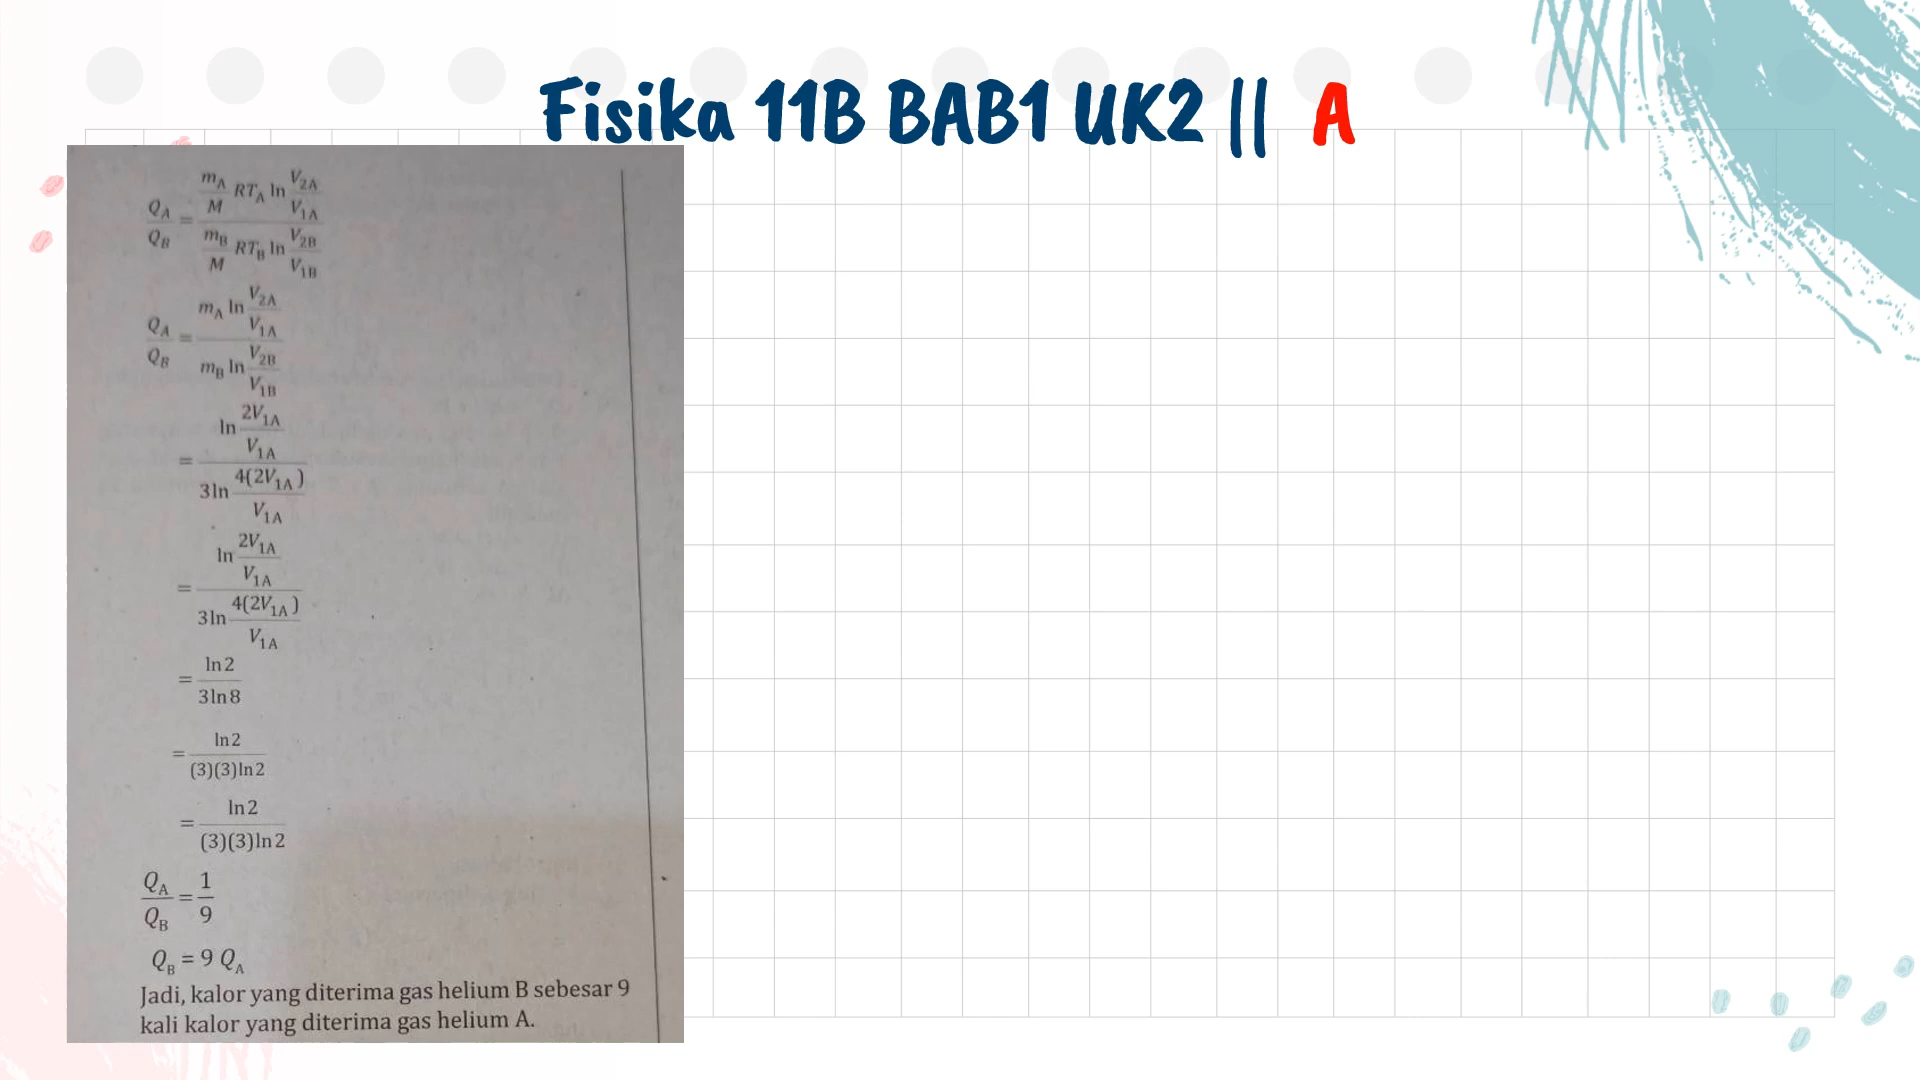 Fisika 11B BAB1 UK2 || A
Q_A/Q_B = (m_A/M RT_A ln V_2A/V_1A)/(m_B/M RT_B ln V_2B/V_1B)
Q_A/Q_B = (m_A ln V_2A/V_1A)/(m_B ln V_2B/V_1B)
= (ln 2V_1A/V_1A)/(3ln 4(2V_1A)/V_1A)
= (ln 2V_1A/V_1A)/(3ln 4(2V_1A)/V_1A)
= ln2/3ln8
= ln2/(3)(3)ln2
= ln2/(3)(3)ln2
Q_A/Q_B = 1/9
Q_B = 9 Q_A
Jadi, kalor yang diterima gas helium B sebesar 9
kali kalor yang diterima gas helium A.